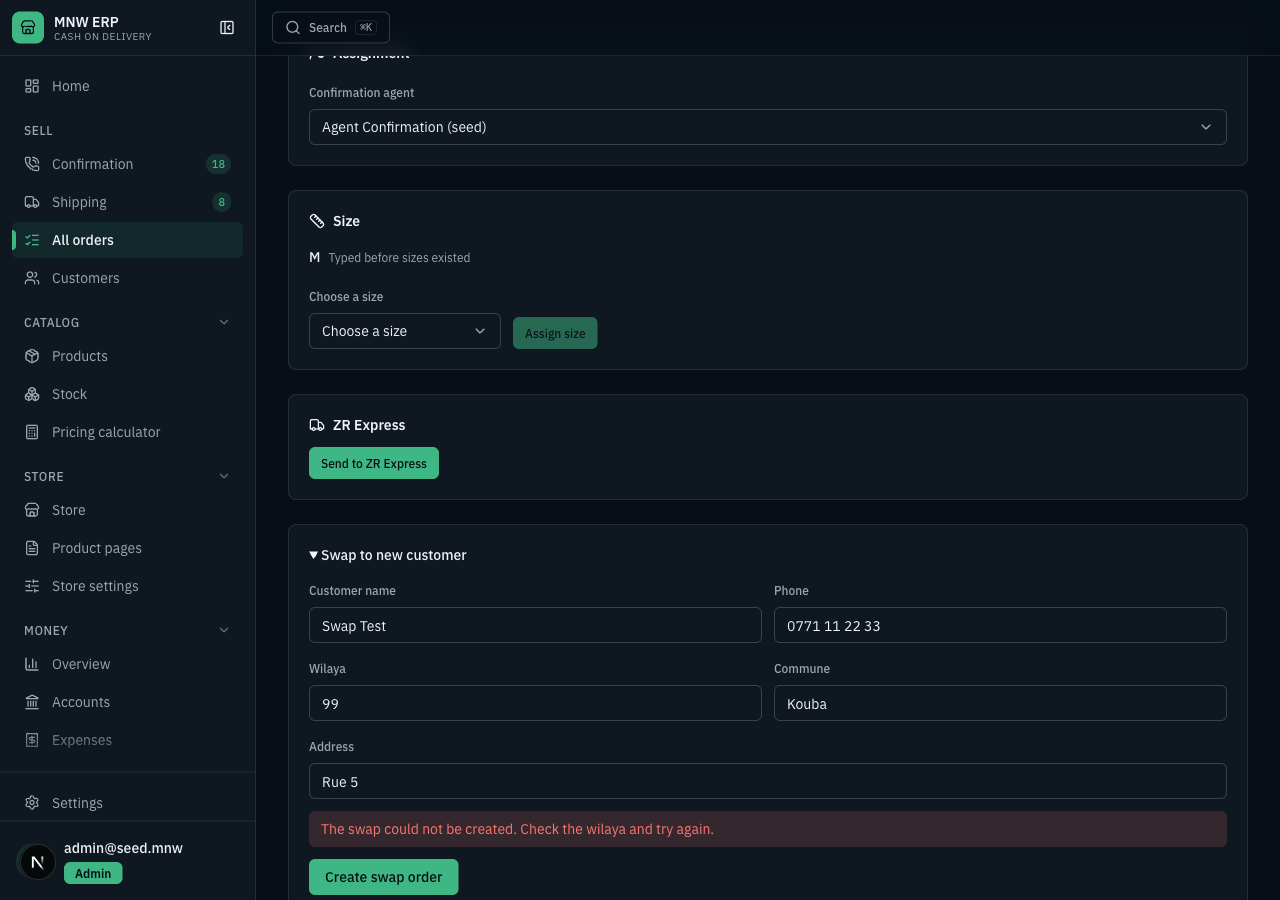 MNW ERP
CASH ON DELIVERY
Search ⌘K
Home
SELL
Confirmation 18
Shipping 8
All orders
Customers
CATALOG
Products
Stock
Pricing calculator
STORE
Store
Product pages
Store settings
MONEY
Overview
Accounts
Expenses
Settings
N
admin@seed.mnw
Admin
Assignment
Confirmation agent
Agent Confirmation (seed)
Size
M Typed before sizes existed
Choose a size
Choose a size
Assign size
ZR Express
Send to ZR Express
Swap to new customer
Customer name
Phone
Swap Test
0771 11 22 33
Wilaya
Commune
99
Kouba
Address
Rue 5
The swap could not be created. Check the wilaya and try again.
Create swap order